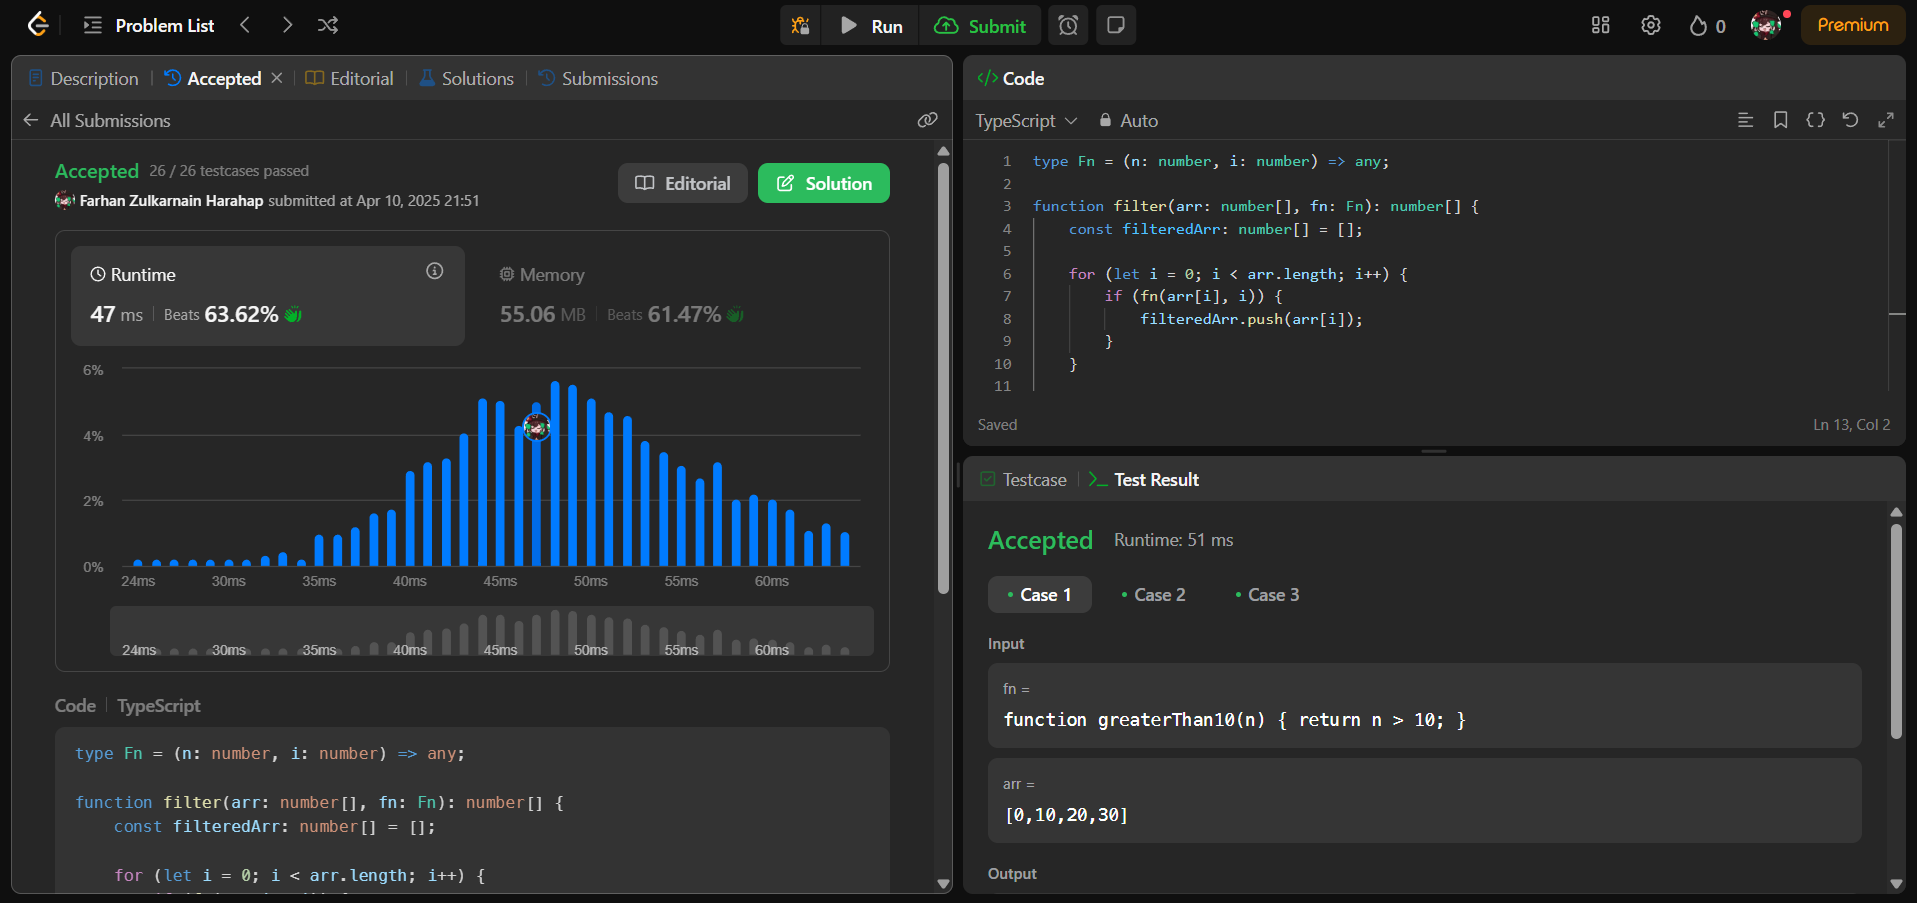 Problem List
Run
Submit
0
Premium
Description
Accepted
Editorial
Solutions
Submissions
All Submissions
Accepted 26 / 26 testcases passed
Farhan Zulkarnain Harahap submitted at Apr 10, 2025 21:51
Editorial
Solution
Runtime
47 ms Beats 63.62%
Memory
55.06 MB Beats 61.47%
6%
4%
2%
0%
24ms 30ms 35ms 40ms 45ms 50ms 55ms 60ms
24ms 30ms 35ms 40ms 45ms 50ms 55ms 60ms
Code TypeScript
type Fn = (n: number, i: number) => any;
function filter(arr: number[], fn: Fn): number[] {
const filteredArr: number[] = [];
for (let i = 0; i < arr.length; i++) {
</> Code
TypeScript Auto
1 type Fn = (n: number, i: number) => any;
2
3 function filter(arr: number[], fn: Fn): number[] {
4 const filteredArr: number[] = [];
5
6 for (let i = 0; i < arr.length; i++) {
7 if (fn(arr[i], i)) {
8 filteredArr.push(arr[i]);
9 }
10 }
11
Saved
Ln 13, Col 2
Testcase
Test Result
Accepted Runtime: 51 ms
Case 1
Case 2
Case 3
Input
fn =
function greaterThan10(n) { return n > 10; }
arr =
[0,10,20,30]
Output